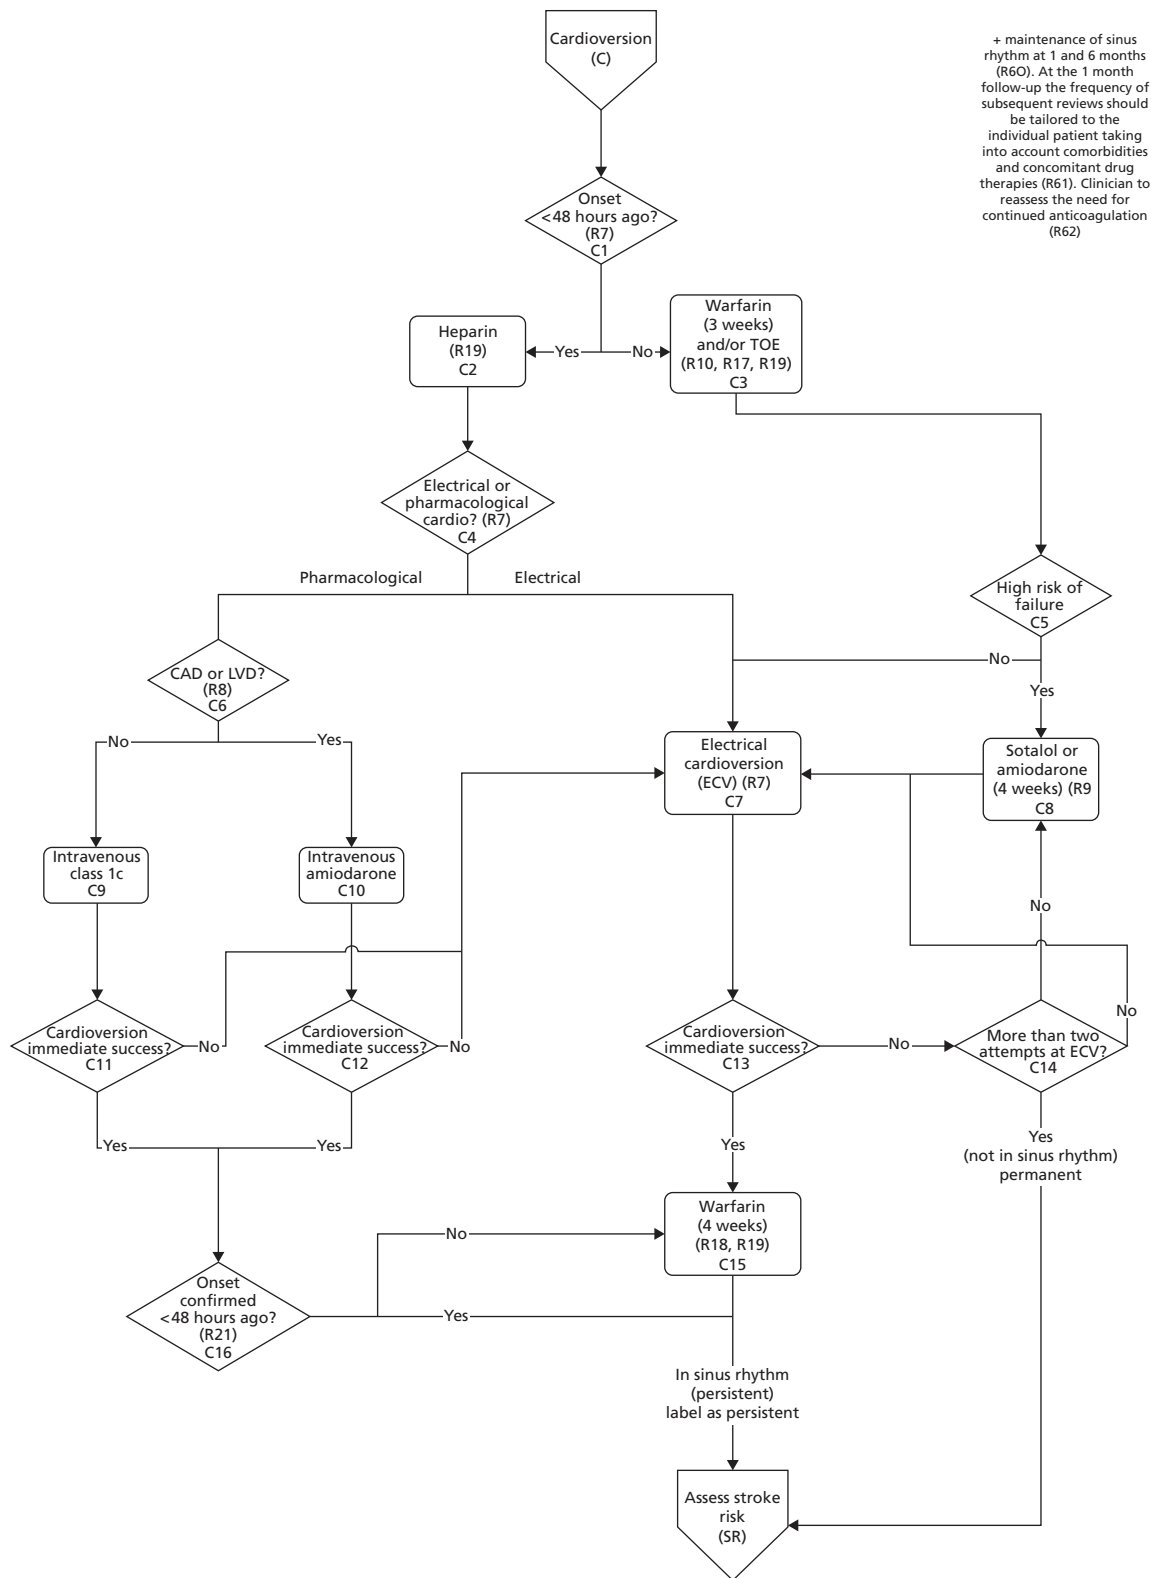 Cardioversion
(C)
+ maintenance of sinus
rhythm at 1 and 6 months
(R6O). At the 1 month
follow-up the frequency of
subsequent reviews should
be tailored to the
individual patient taking
into account comorbidities
and concomitant drug
therapies (R61). Clinician to
reassess the need for
continued anticoagulation
(R62)
Onset
<48 hours ago?
(R7)
C1
Yes
No
Heparin
(R19)
C2
Warfarin
(3 weeks)
and/or TOE
(R10, R17, R19)
C3
Electrical or
pharmacological
cardio? (R7)
C4
Pharmacological
Electrical
High risk of
failure
C5
No
Yes
CAD or LVD?
(R8)
C6
No
Yes
Electrical
cardioversion
(ECV) (R7)
C7
Sotalol or
amiodarone
(4 weeks) (R9
C8
Intravenous
class 1c
C9
Intravenous
amiodarone
C10
No
No
Cardioversion
immediate success?
C11
No
Cardioversion
immediate success?
C12
No
Cardioversion
immediate success?
C13
No
More than two
attempts at ECV?
C14
Yes
Yes
Yes
Yes
(not in sinus rhythm)
permanent
Warfarin
(4 weeks)
(R18, R19)
C15
No
Onset
confirmed
<48 hours ago?
(R21)
C16
Yes
In sinus rhythm
(persistent)
label as persistent
Assess stroke
risk
(SR)